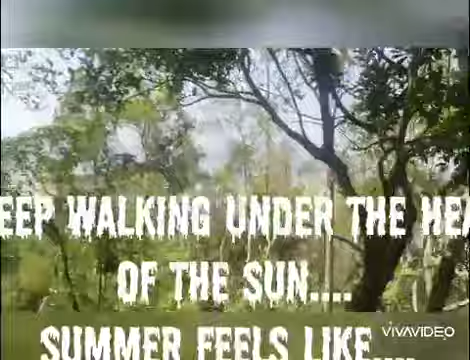 EEP WALKING UNDER THE HEA
OF THE SUN....
SUMMER FEELS LIKE.....
VIVAVIDEO